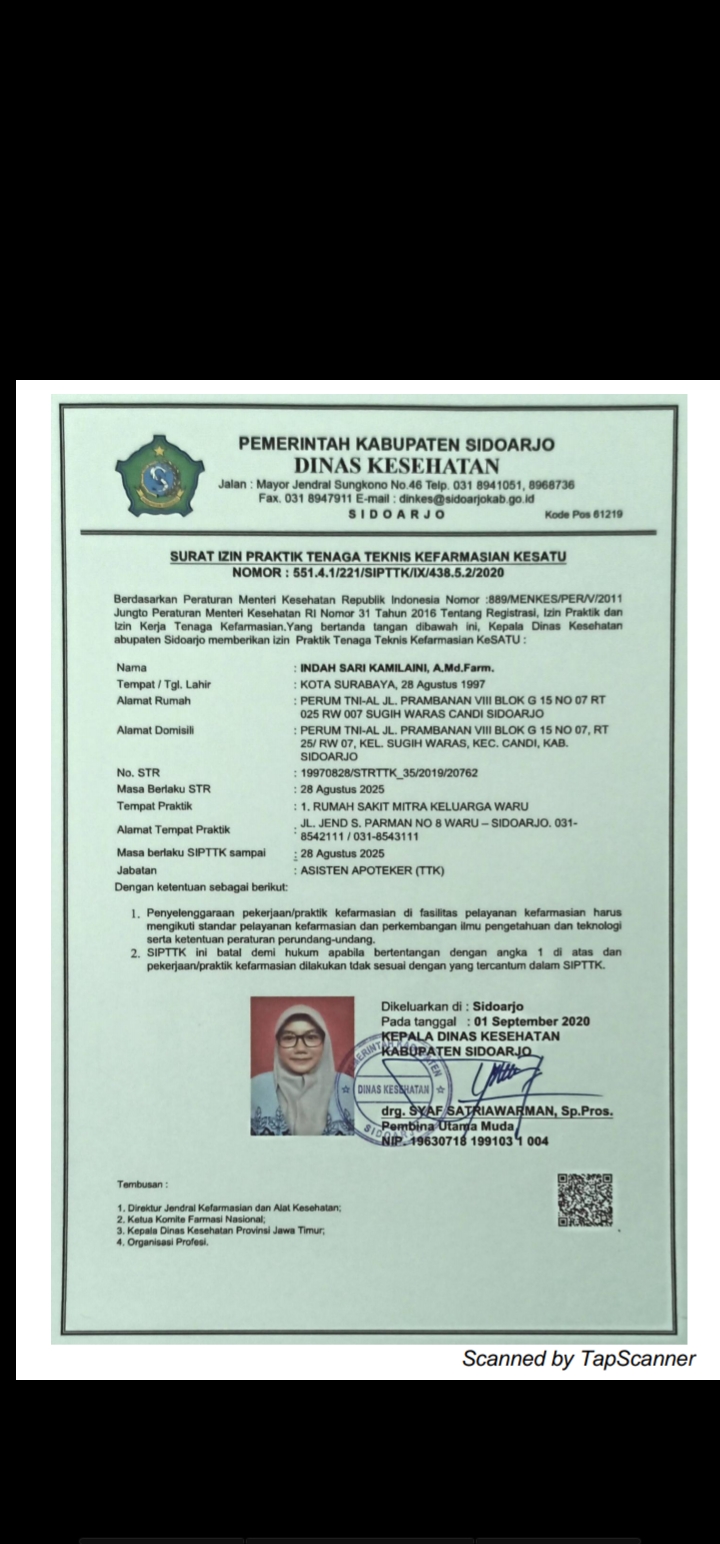 PEMERINTAH KABUPATEN SIDOARJO
DINAS KESEHATAN
Jalan : Mayor Jendral Sungkono No.46 Telp. 031 8941051, 8968736
Fax. 031 8947911 E-mail : dinkes@sidoarjokab.go.id
SIDOARJO Kode Pos 61219
SURAT IZIN PRAKTIK TENAGA TEKNIS KEFARMASIAN KESATU
NOMOR : 551.4.1/221/SIPTTK/IX/438.5.2/2020
Berdasarkan Peraturan Menteri Kesehatan Republik Indonesia Nomor :889/MENKES/PER/V/2011
Jungto Peraturan Menteri Kesehatan RI Nomor 31 Tahun 2016 Tentang Registrasi, Izin Praktik dan
Izin Kerja Tenaga Kefarmasian.Yang bertanda tangan dibawah ini, Kepala Dinas Kesehatan
abupaten Sidoarjo memberikan izin Praktik Tenaga Teknis Kefarmasian KeSATU :
Nama : INDAH SARI KAMILAINI, A.Md.Farm.
Tempat / Tgl. Lahir : KOTA SURABAYA, 28 Agustus 1997
Alamat Rumah : PERUM TNI-AL JL. PRAMBANAN VIII BLOK G 15 NO 07 RT
025 RW 007 SUGIH WARAS CANDI SIDOARJO
Alamat Domisili : PERUM TNI-AL JL. PRAMBANAN VIII BLOK G 15 NO 07, RT
25/ RW 07, KEL. SUGIH WARAS, KEC. CANDI, KAB.
SIDOARJO
No. STR : 19970828/STRTTK_35/2019/20762
Masa Berlaku STR : 28 Agustus 2025
Tempat Praktik : 1. RUMAH SAKIT MITRA KELUARGA WARU
Alamat Tempat Praktik : JL. JEND S. PARMAN NO 8 WARU – SIDOARJO. 031-
8542111 / 031-8543111
Masa berlaku SIPTTK sampai : 28 Agustus 2025
Jabatan : ASISTEN APOTEKER (TTK)
Dengan ketentuan sebagai berikut:
1. Penyelenggaraan pekerjaan/praktik kefarmasian di fasilitas pelayanan kefarmasian harus
mengikuti standar pelayanan kefarmasian dan perkembangan ilmu pengetahuan dan teknologi
serta ketentuan peraturan perundang-undang.
2. SIPTTK ini batal demi hukum apabila bertentangan dengan angka 1 di atas dan
pekerjaan/praktik kefarmasian dilakukan tdak sesuai dengan yang tercantum dalam SIPTTK.
Dikeluarkan di : Sidoarjo
Pada tanggal : 01 September 2020
KEPALA DINAS KESEHATAN
KABUPATEN SIDOARJO
PEMERINTAH KABUPATEN
DINAS KESEHATAN
SIDOARJO
drg. SYAF SATRIAWARMAN, Sp.Pros.
Pembina Utama Muda
NIP. 19630718 199103 1 004
Tembusan :
1. Direktur Jendral Kefarmasian dan Alat Kesehatan;
2. Ketua Komite Farmasi Nasional;
3. Kepala Dinas Kesehatan Provinsi Jawa Timur;
4. Organisasi Profesi.
Scanned by TapScanner